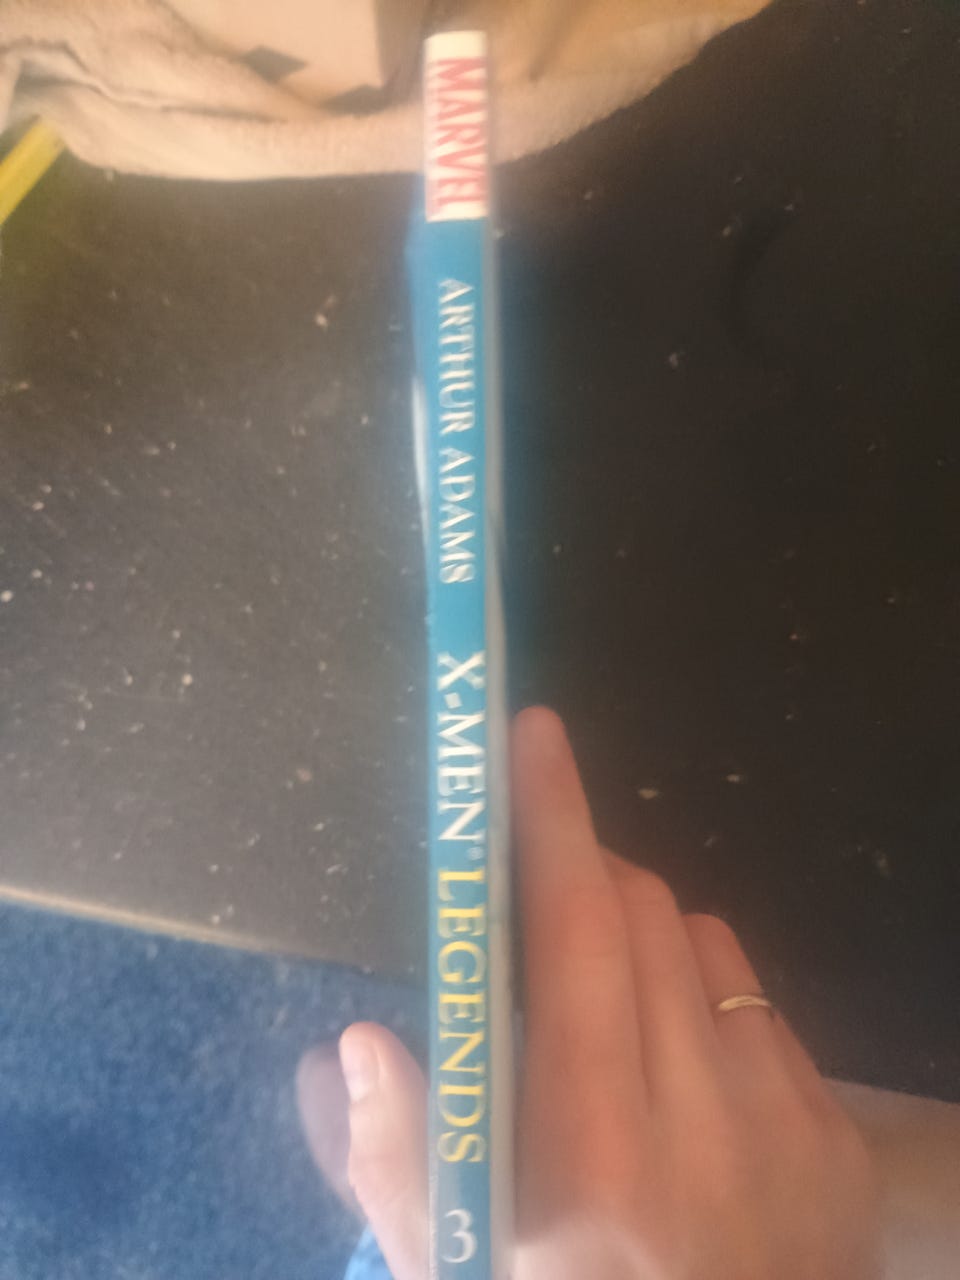 MARVEL
ARTHUR ADAMS
X-MEN® LEGENDS
3